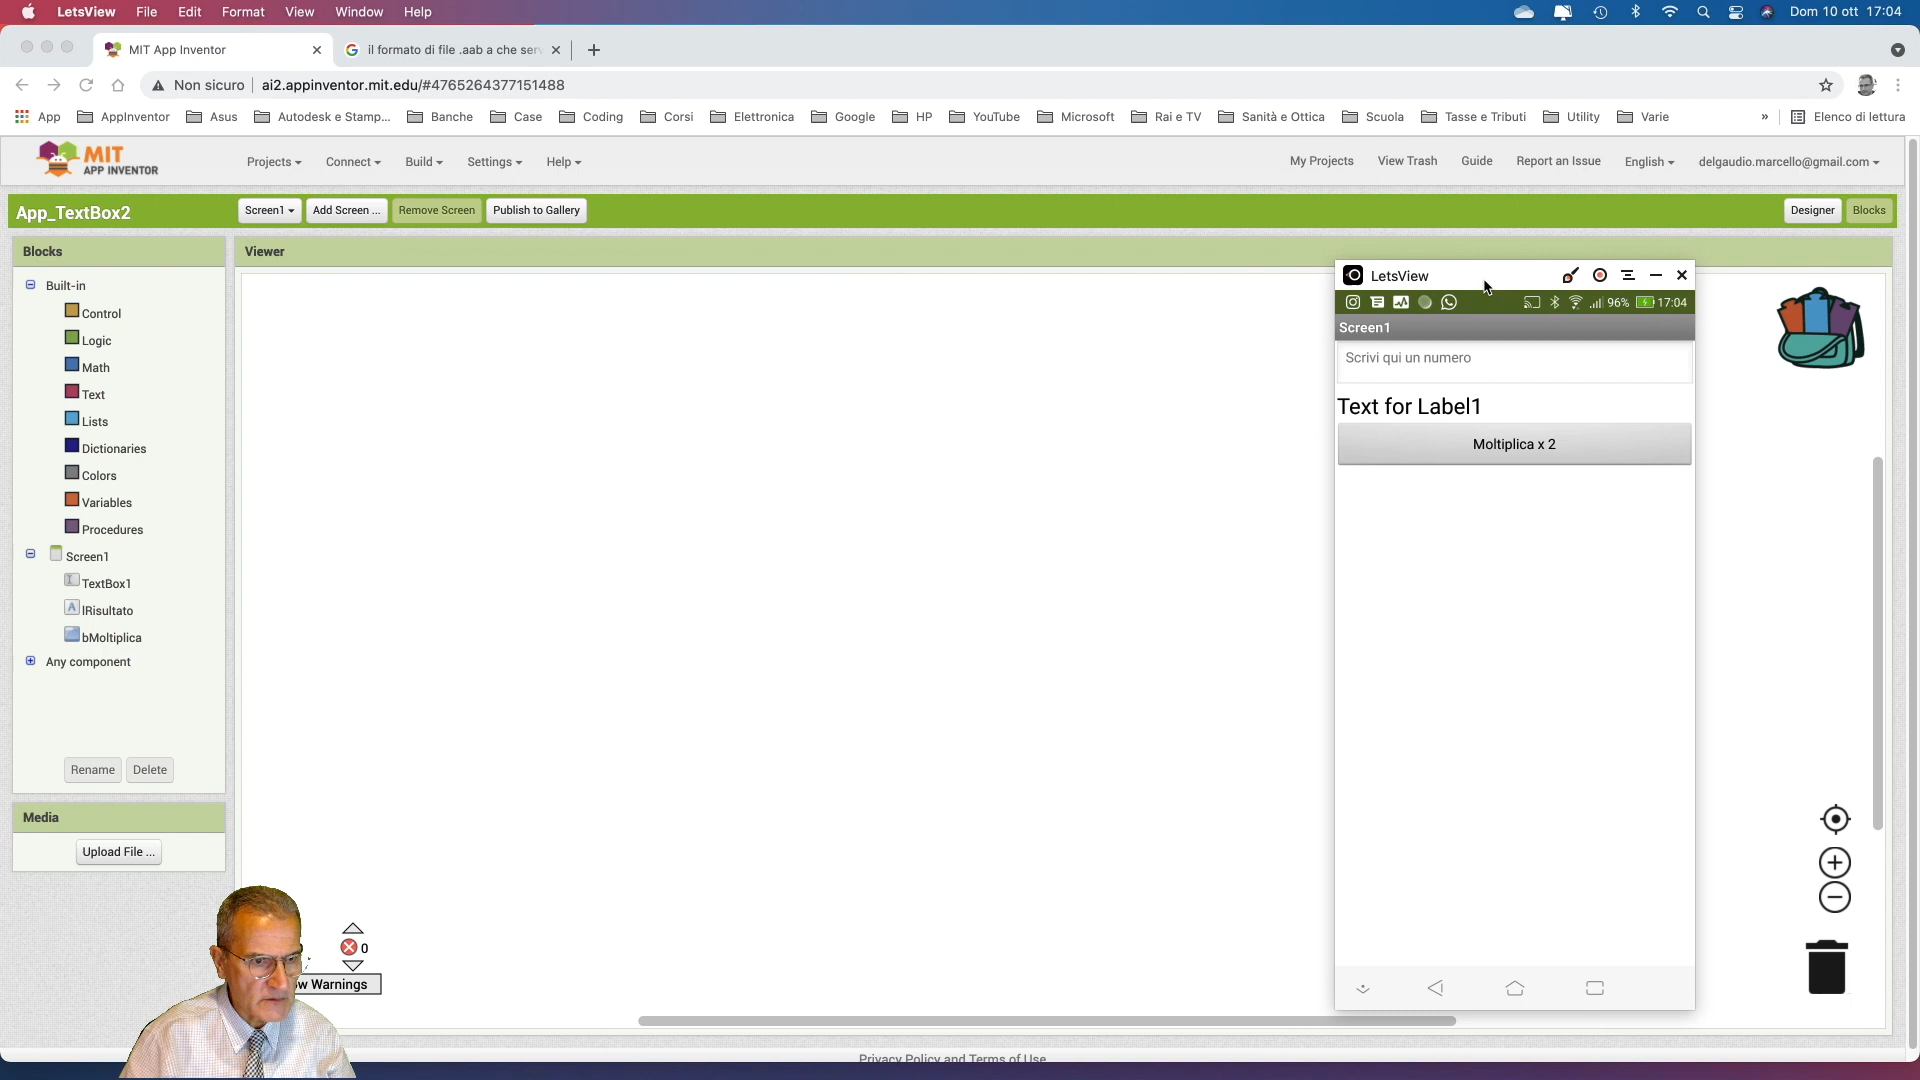 LetsView File Edit Format View Window Help Dom 10 ott 17:04
MIT App Inventor
il formato di file .aab a che ser
Non sicuro ai2.appinventor.mit.edu/#4765264377151488
App AppInventor Asus Autodesk e Stamp... Banche Case Coding Corsi Elettronica Google HP YouTube Microsoft Rai e TV Sanità e Ottica Scuola Tasse e Tributi Utility Varie » Elenco di lettura
MIT
APP INVENTOR
Projects Connect Build Settings Help My Projects View Trash Guide Report an Issue English delgaudio.marcello@gmail.com
App_TextBox2 Screen1 Add Screen ... Remove Screen Publish to Gallery Designer Blocks
Blocks
Viewer
Built-in
Control
Logic
Math
Text
Lists
Dictionaries
Colors
Variables
Procedures
Screen1
TextBox1
lRisultato
bMoltiplica
Any component
Rename Delete
Media
Upload File ...
LetsView
96% 17:04
Screen1
Scrivi qui un numero
Text for Label1
Moltiplica x 2
0
Warnings
Privacy Policy and Terms of Use